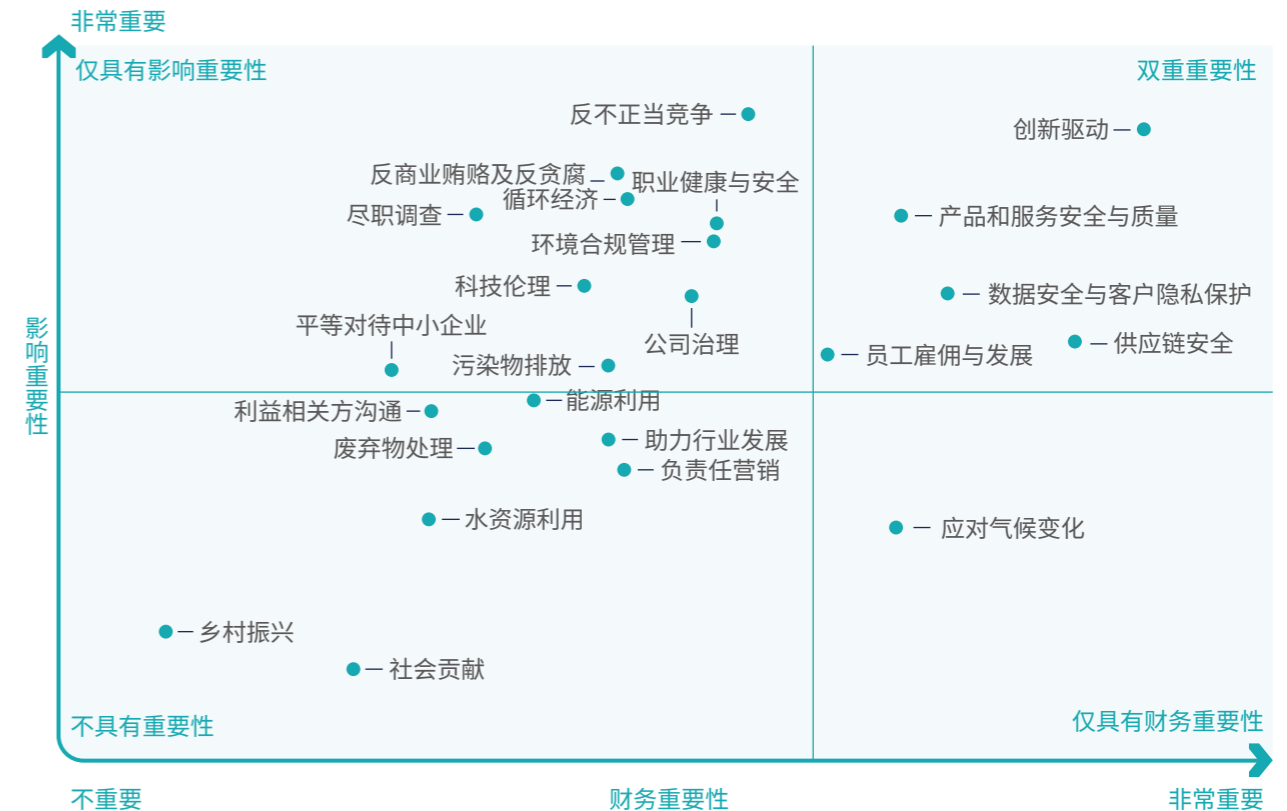 非常重要
仅具有影响重要性
双重重要性
反不正当竞争
创新驱动
反商业贿赂及反贪腐
职业健康与安全
循环经济
尽职调查
产品和服务安全与质量
环境合规管理
科技伦理
数据安全与客户隐私保护
平等对待中小企业
公司治理
供应链安全
员工雇佣与发展
污染物排放
影响重要性
能源利用
利益相关方沟通
助力行业发展
废弃物处理
负责任营销
水资源利用
应对气候变化
乡村振兴
社会贡献
不具有重要性
仅具有财务重要性
不重要
财务重要性
非常重要